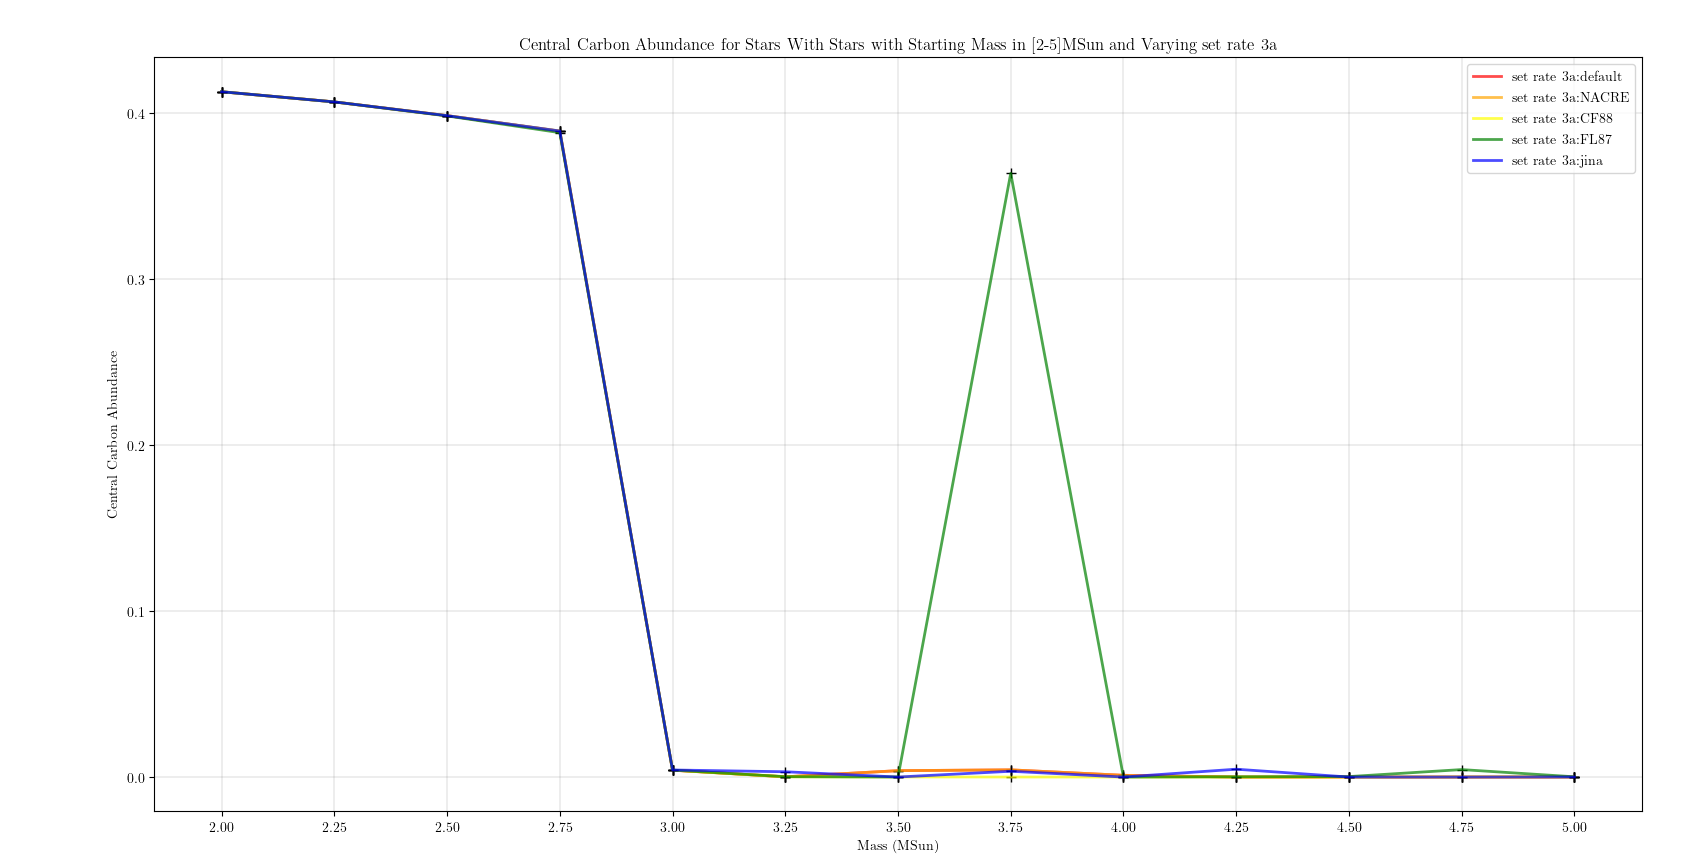 Central Carbon Abundance for Stars With Stars with Starting Mass in [2-5]MSun and Varying set rate 3a
set rate 3a:default
set rate 3a:NACRE
set rate 3a:CF88
set rate 3a:FL87
set rate 3a:jina
Central Carbon Abundance
0.4
0.3
0.2
0.1
0.0
2.00 2.25 2.50 2.75 3.00 3.25 3.50 3.75 4.00 4.25 4.50 4.75 5.00
Mass (MSun)